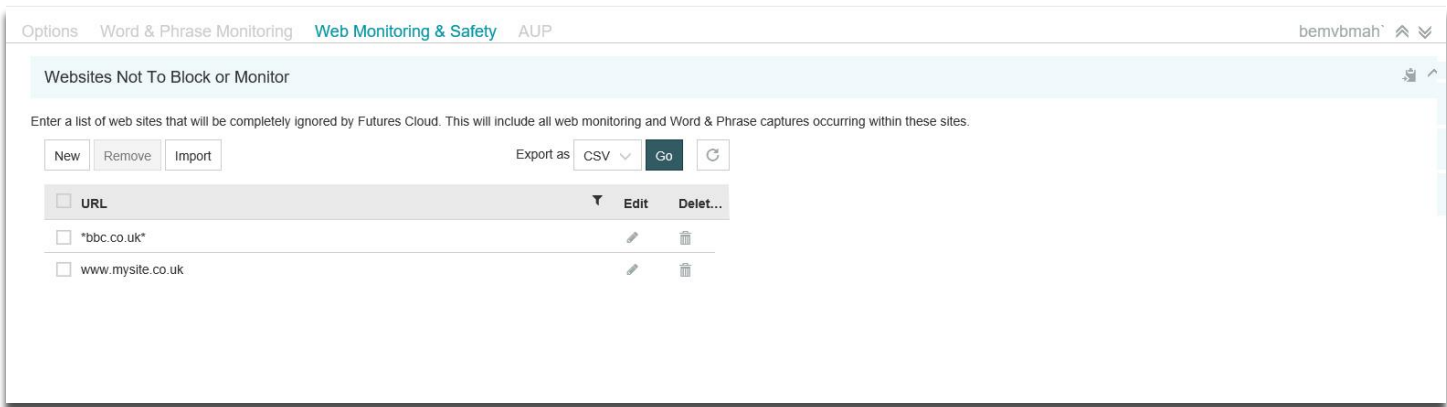 Options Word & Phrase Monitoring Web Monitoring & Safety AUP bemvbmah`
Websites Not To Block or Monitor
Enter a list of web sites that will be completely ignored by Futures Cloud. This will include all web monitoring and Word & Phrase captures occurring within these sites.
New Remove Import Export as CSV Go
URL Edit Delet...
*bbc.co.uk*
www.mysite.co.uk